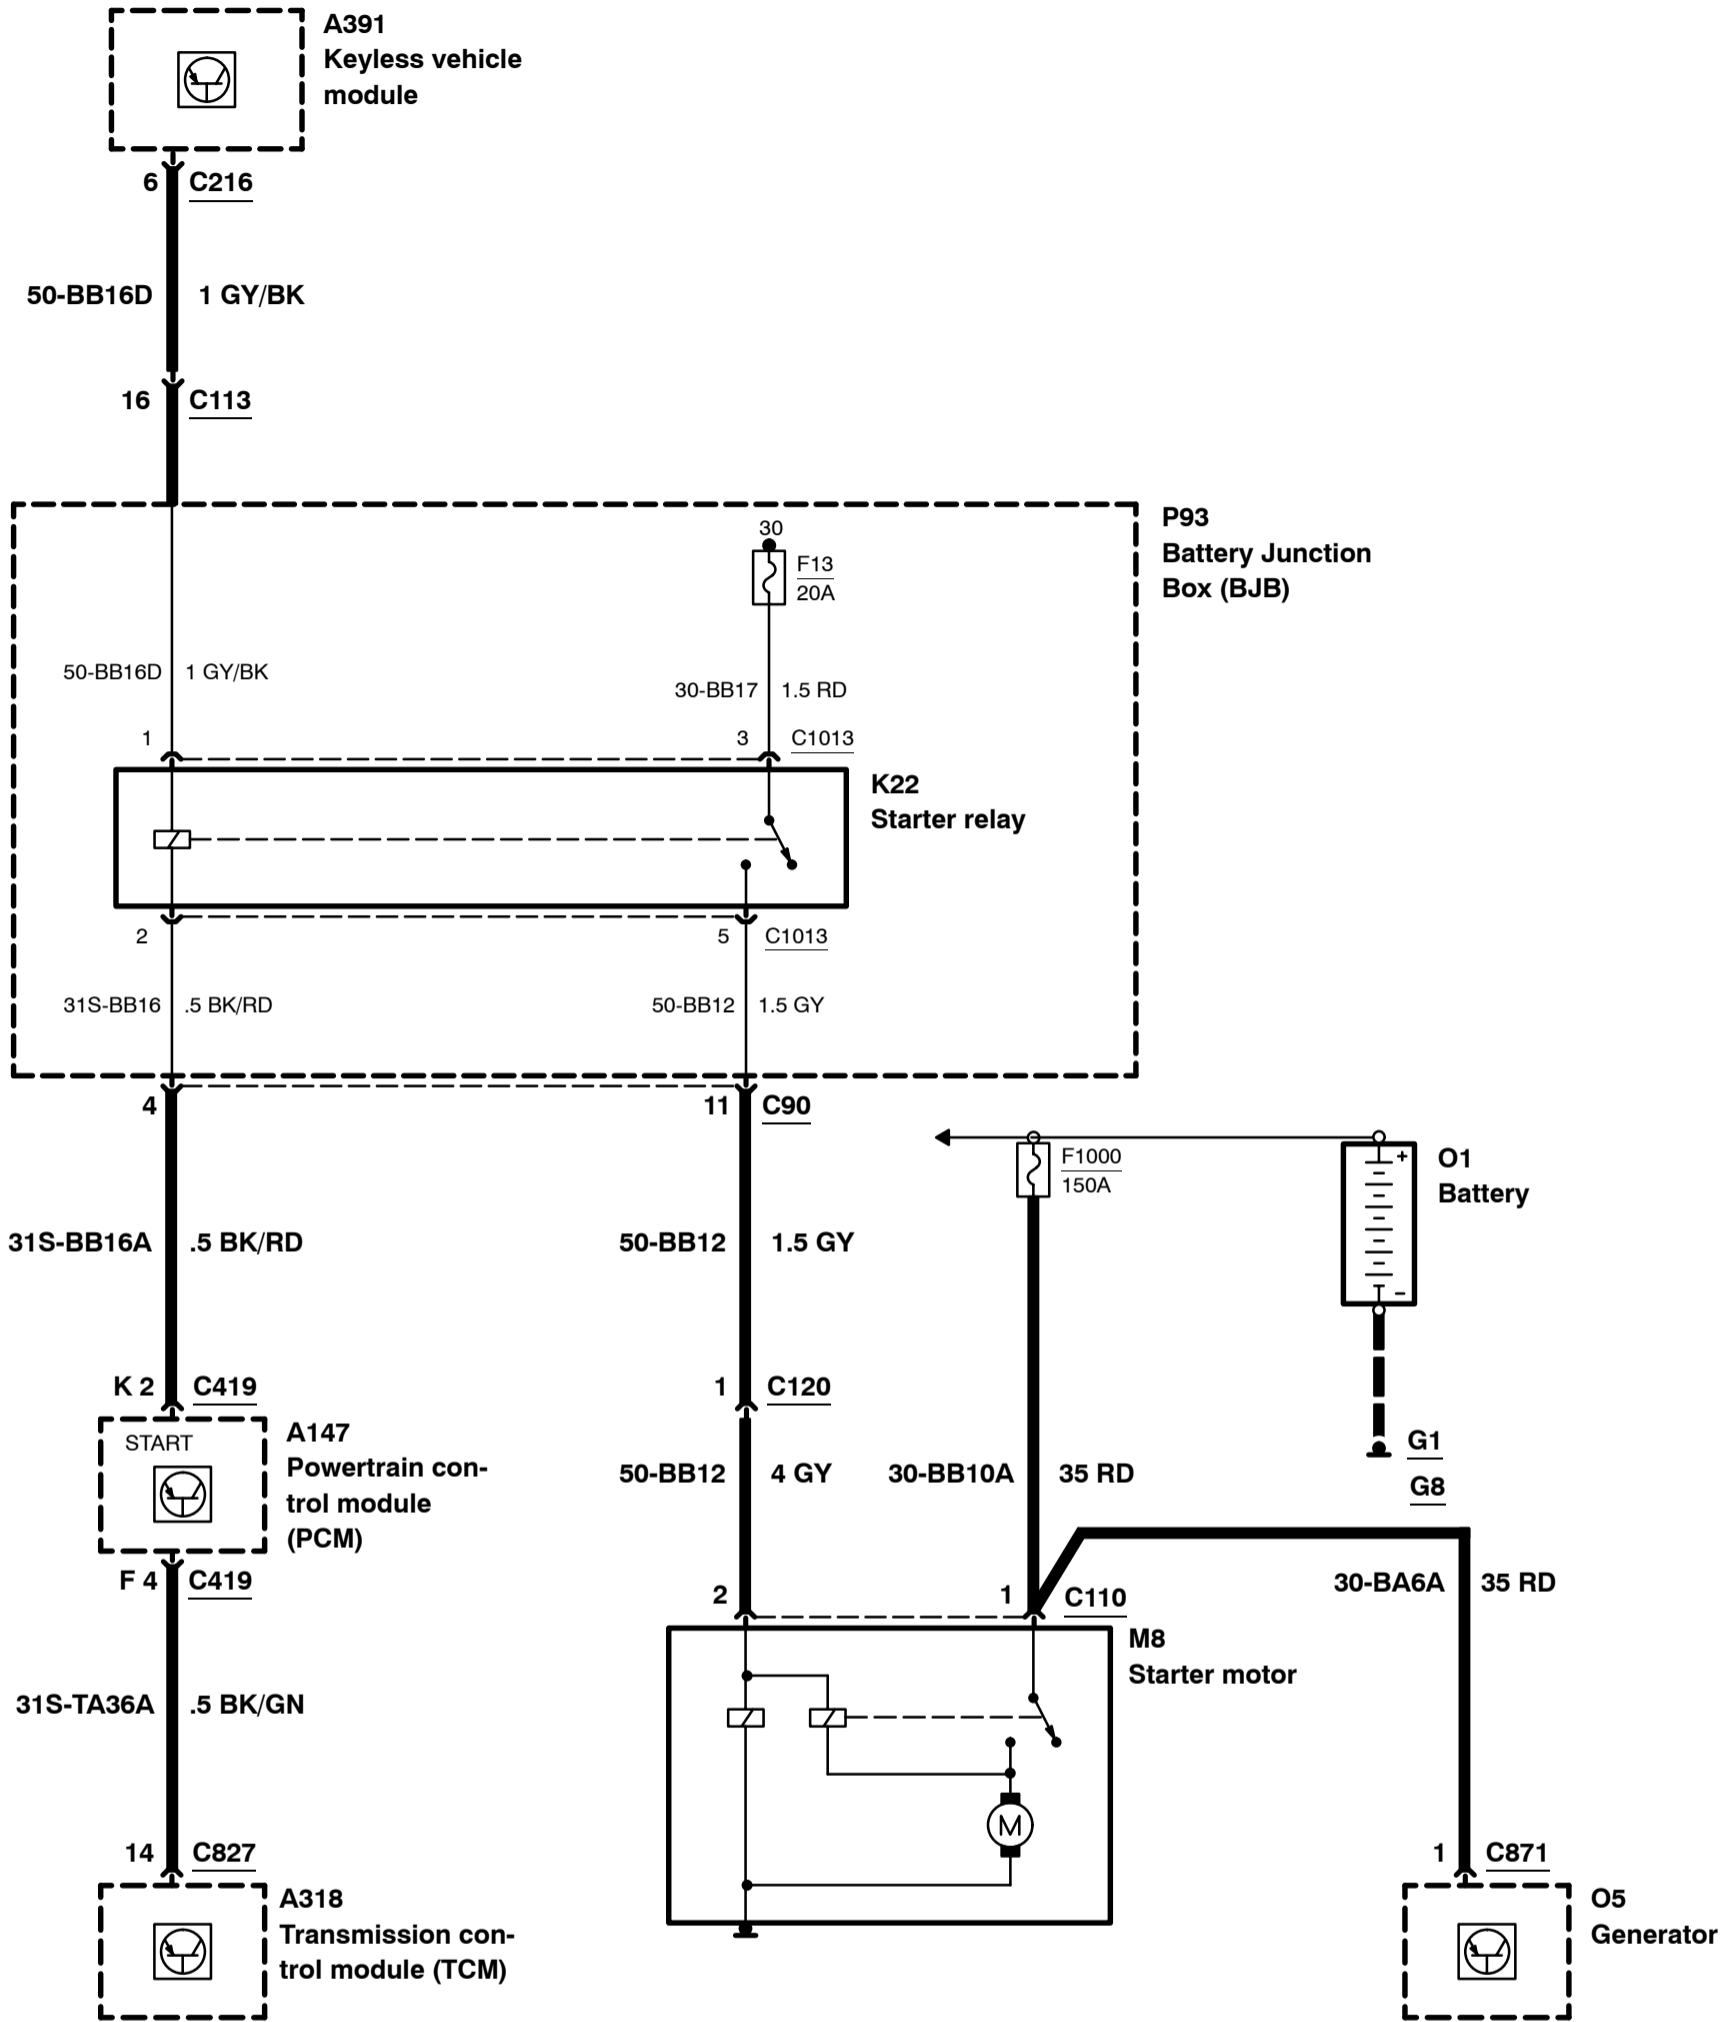 A391
Keyless vehicle
module
6 C216
50-BB16D 1 GY/BK
16 C113
P93
Battery Junction
Box (BJB)
30
F13
20A
50-BB16D 1 GY/BK
30-BB17 1.5 RD
1 3 C1013
K22
Starter relay
2 5 C1013
31S-BB16 .5 BK/RD
50-BB12 1.5 GY
4 11 C90
F1000
150A
+
O1
Battery
–
31S-BB16A .5 BK/RD
50-BB12 1.5 GY
K 2 C419
1 C120
START
A147
Powertrain con-
trol module
(PCM)
G1
G8
50-BB12 4 GY
30-BB10A 35 RD
F 4 C419
2 1 C110
30-BA6A 35 RD
M8
Starter motor
31S-TA36A .5 BK/GN
M
14 C827
1 C871
A318
Transmission con-
trol module (TCM)
O5
Generator